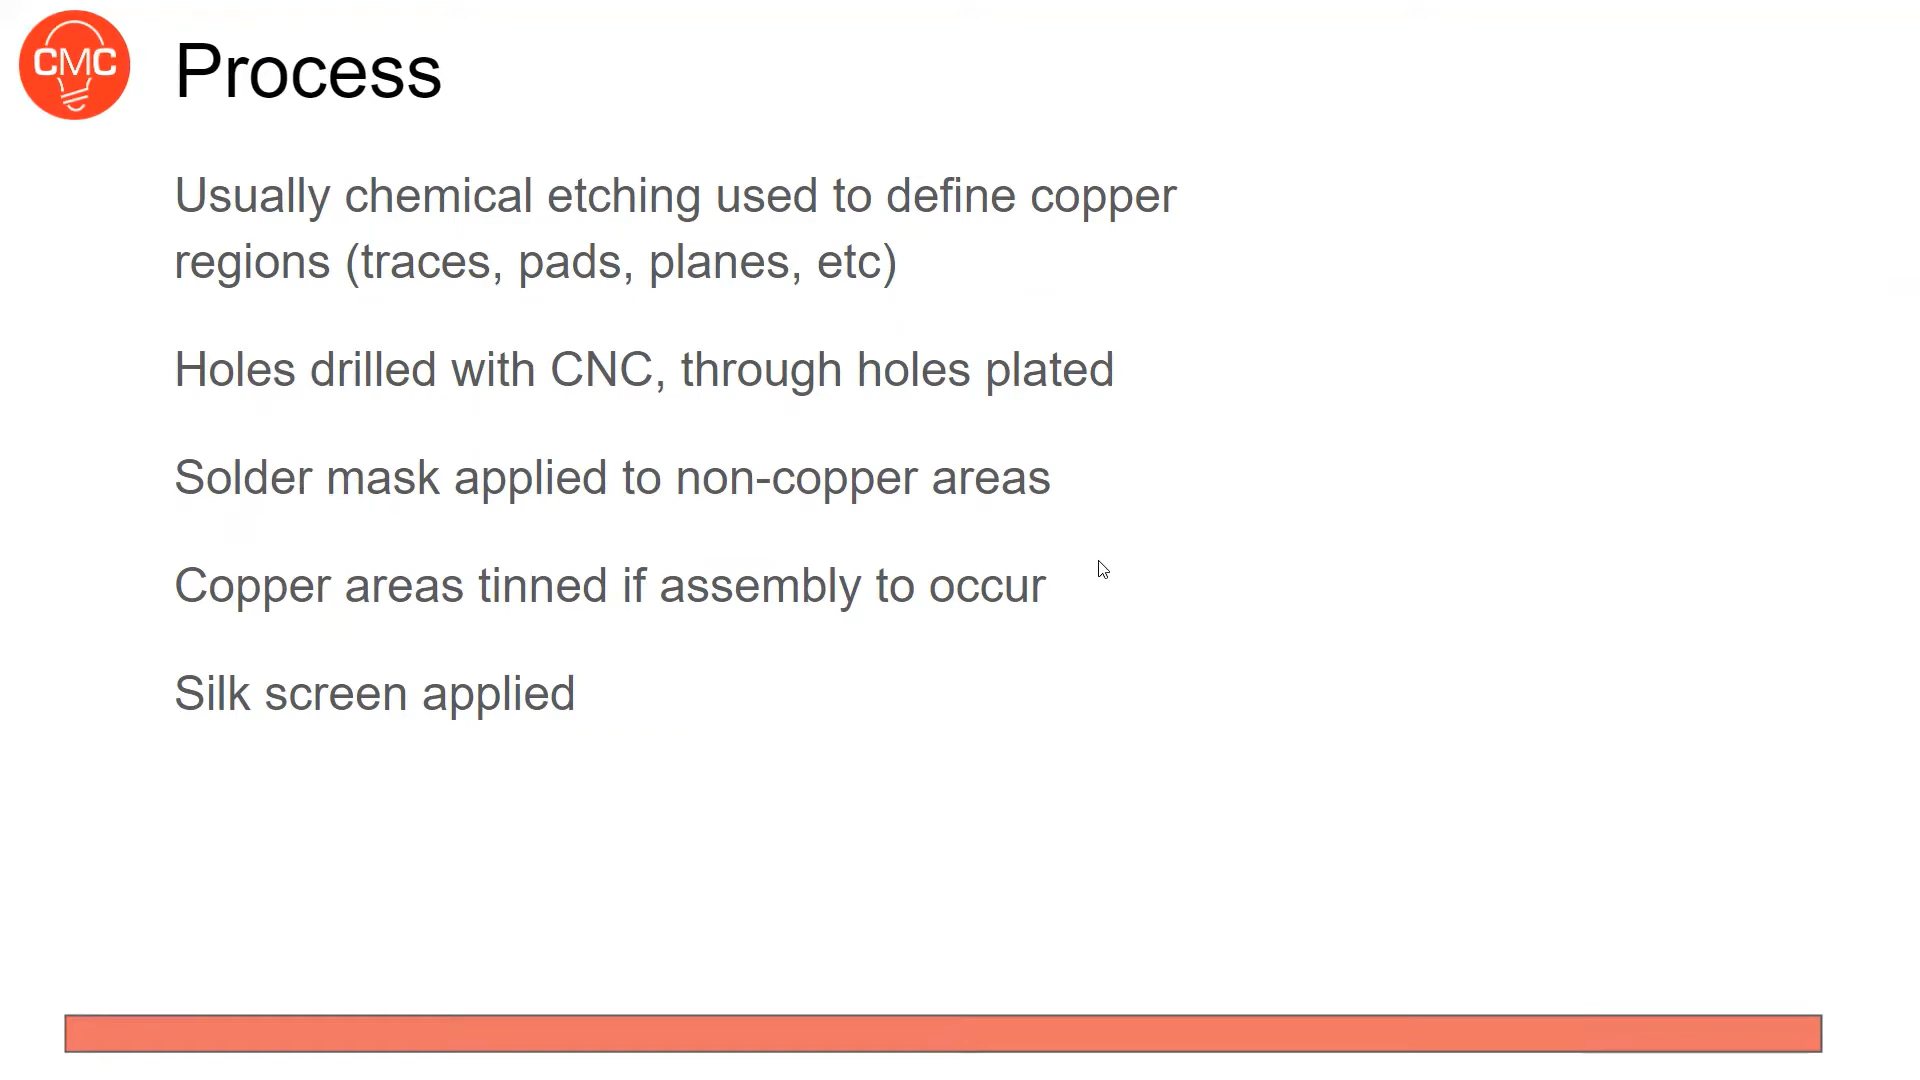 CMC
Process
Usually chemical etching used to define copper
regions (traces, pads, planes, etc)
Holes drilled with CNC, through holes plated
Solder mask applied to non-copper areas
Copper areas tinned if assembly to occur
Silk screen applied